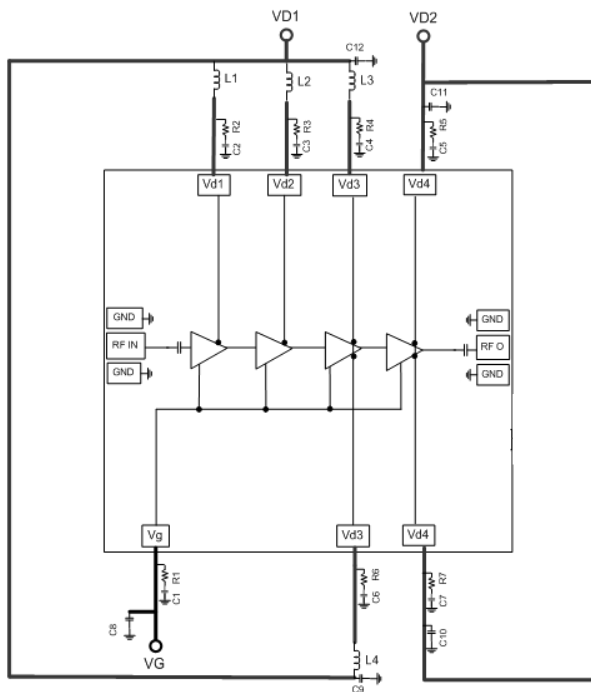 VD1
VD2
C12
L1
L2
L3
C11
R2
C2
R3
C3
R4
C4
R5
C5
Vd1
Vd2
Vd3
Vd4
GND
GND
RF IN
RF O
GND
GND
Vg
Vd3
Vd4
R1
C1
R6
C6
R7
C7
C8
C10
VG
L4
C9